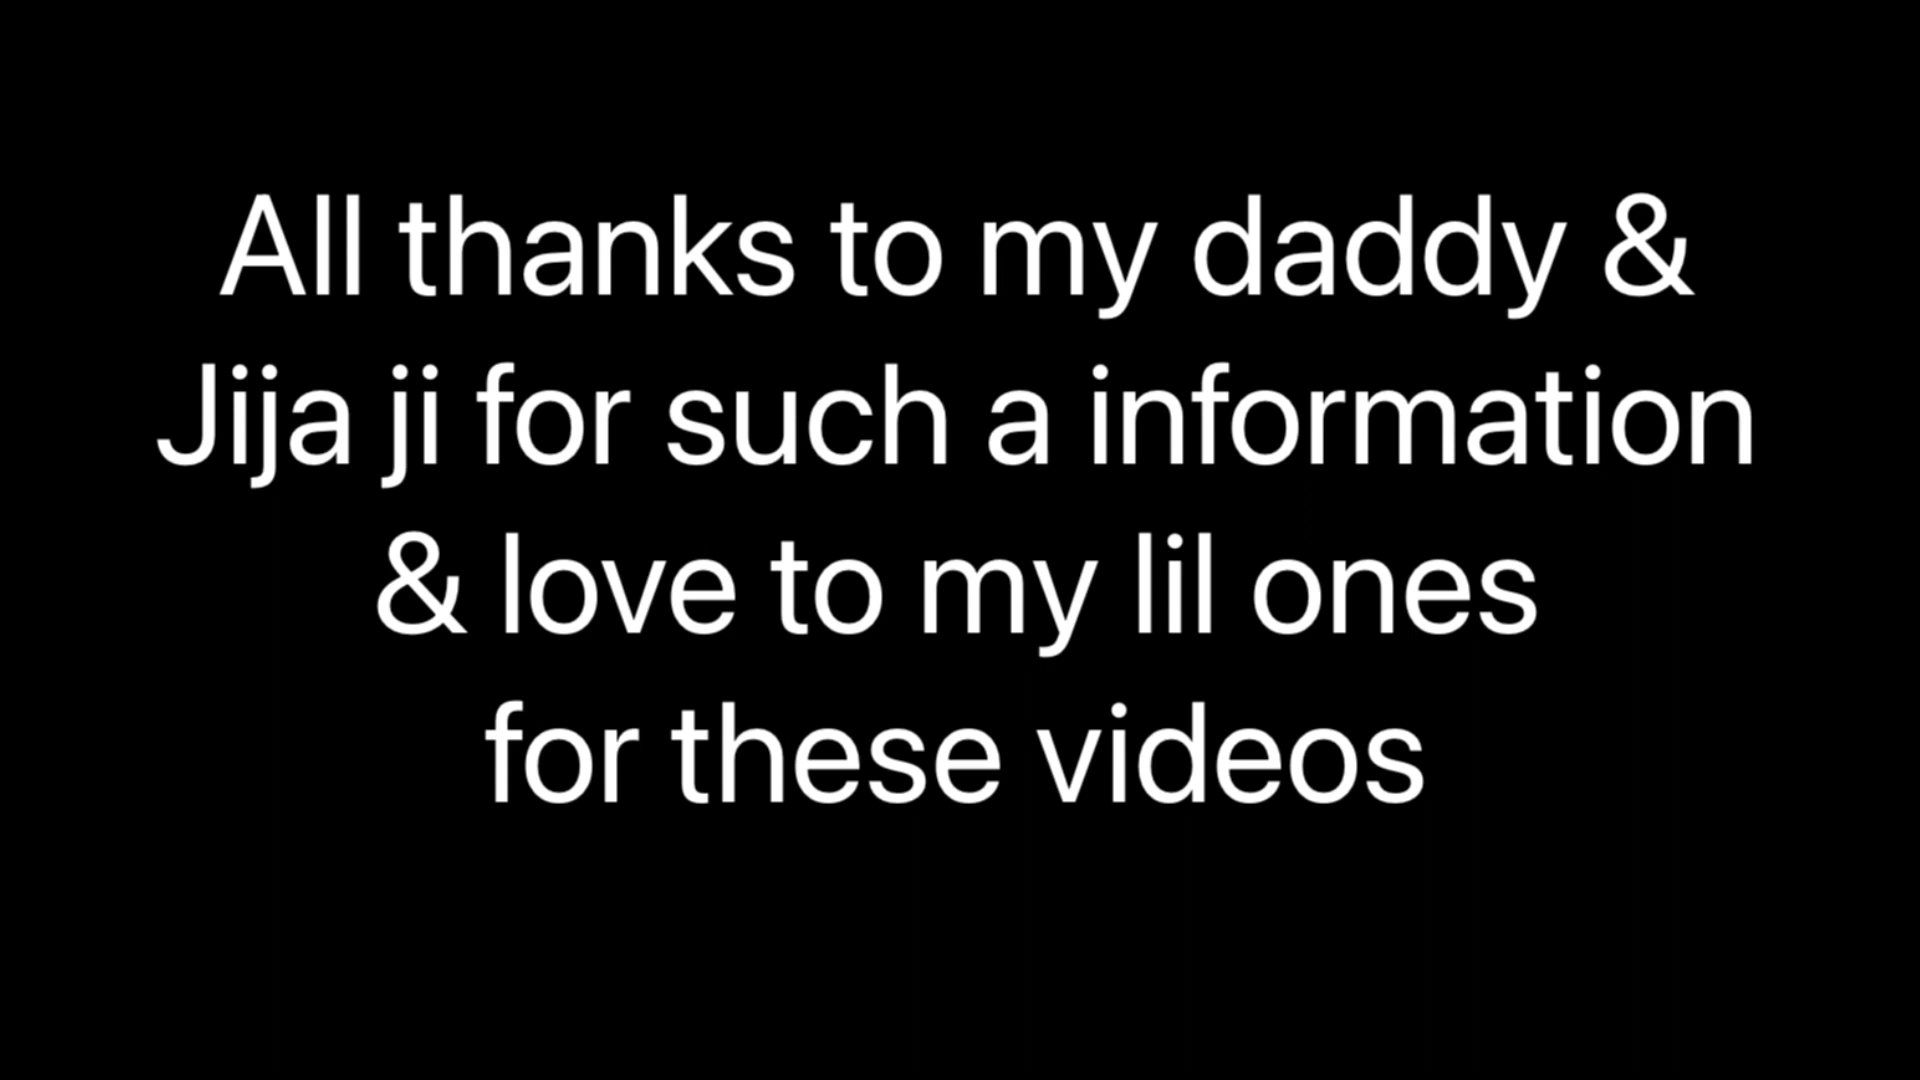 All thanks to my daddy &
Jija ji for such a information
& love to my lil ones
for these videos